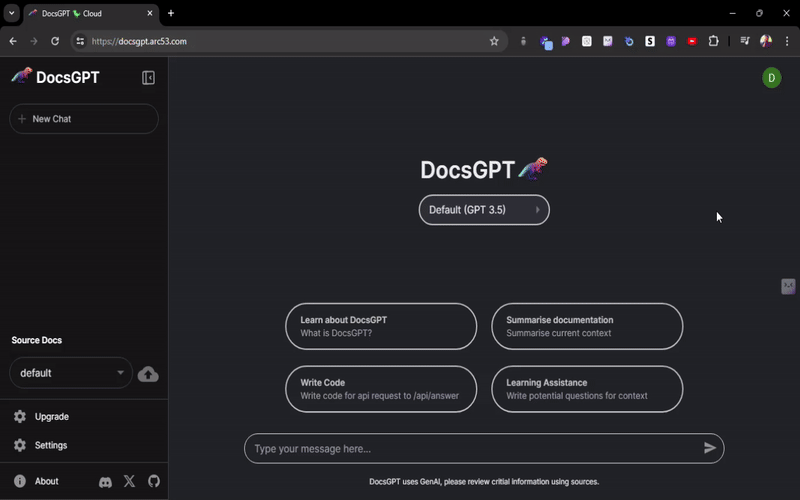 DocsGPT 🦖 Cloud
https://docsgpt.arc53.com
DocsGPT
New Chat
D
DocsGPT
Default (GPT 3.5)
Learn about DocsGPT
What is DocsGPT?
Summarise documentation
Summarise current context
Write Code
Write code for api request to /api/answer
Learning Assistance
Write potential questions for context
Source Docs
default
Upgrade
Settings
About
Type your message here...
DocsGPT uses GenAI, please review critial information using sources.